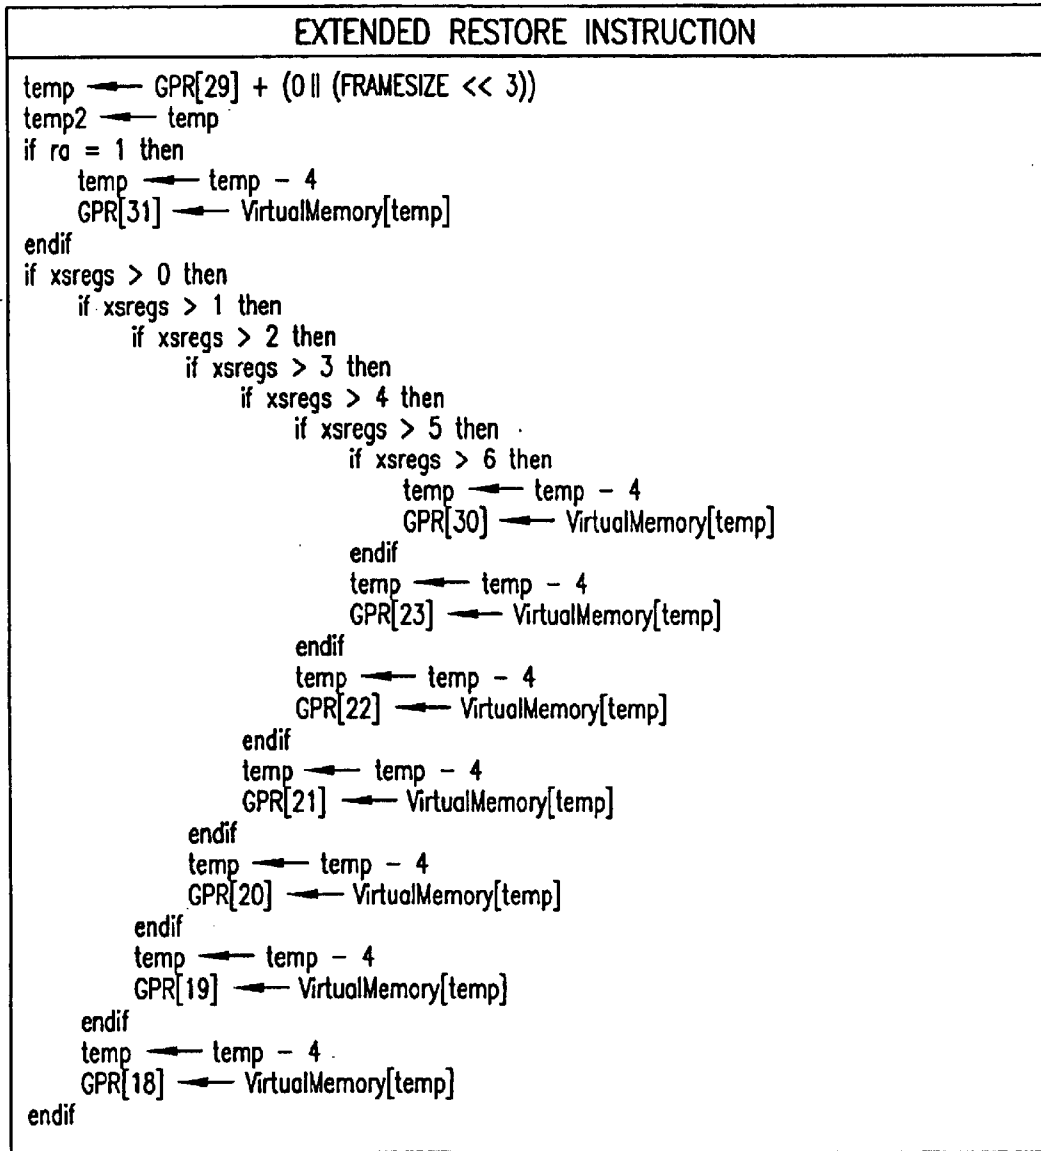 EXTENDED RESTORE INSTRUCTION
temp ← GPR[29] + (0 || (FRAMESIZE << 3))
temp2 ← temp
if ra = 1 then
temp ← temp - 4
GPR[31] ← VirtualMemory[temp]
endif
if xsregs > 0 then
if xsregs > 1 then
if xsregs > 2 then
if xsregs > 3 then
if xsregs > 4 then
if xsregs > 5 then
if xsregs > 6 then
temp ← temp - 4
GPR[30] ← VirtualMemory[temp]
endif
temp ← temp - 4
GPR[23] ← VirtualMemory[temp]
endif
temp ← temp - 4
GPR[22] ← VirtualMemory[temp]
endif
temp ← temp - 4
GPR[21] ← VirtualMemory[temp]
endif
temp ← temp - 4
GPR[20] ← VirtualMemory[temp]
endif
temp ← temp - 4
GPR[19] ← VirtualMemory[temp]
endif
temp ← temp - 4
GPR[18] ← VirtualMemory[temp]
endif